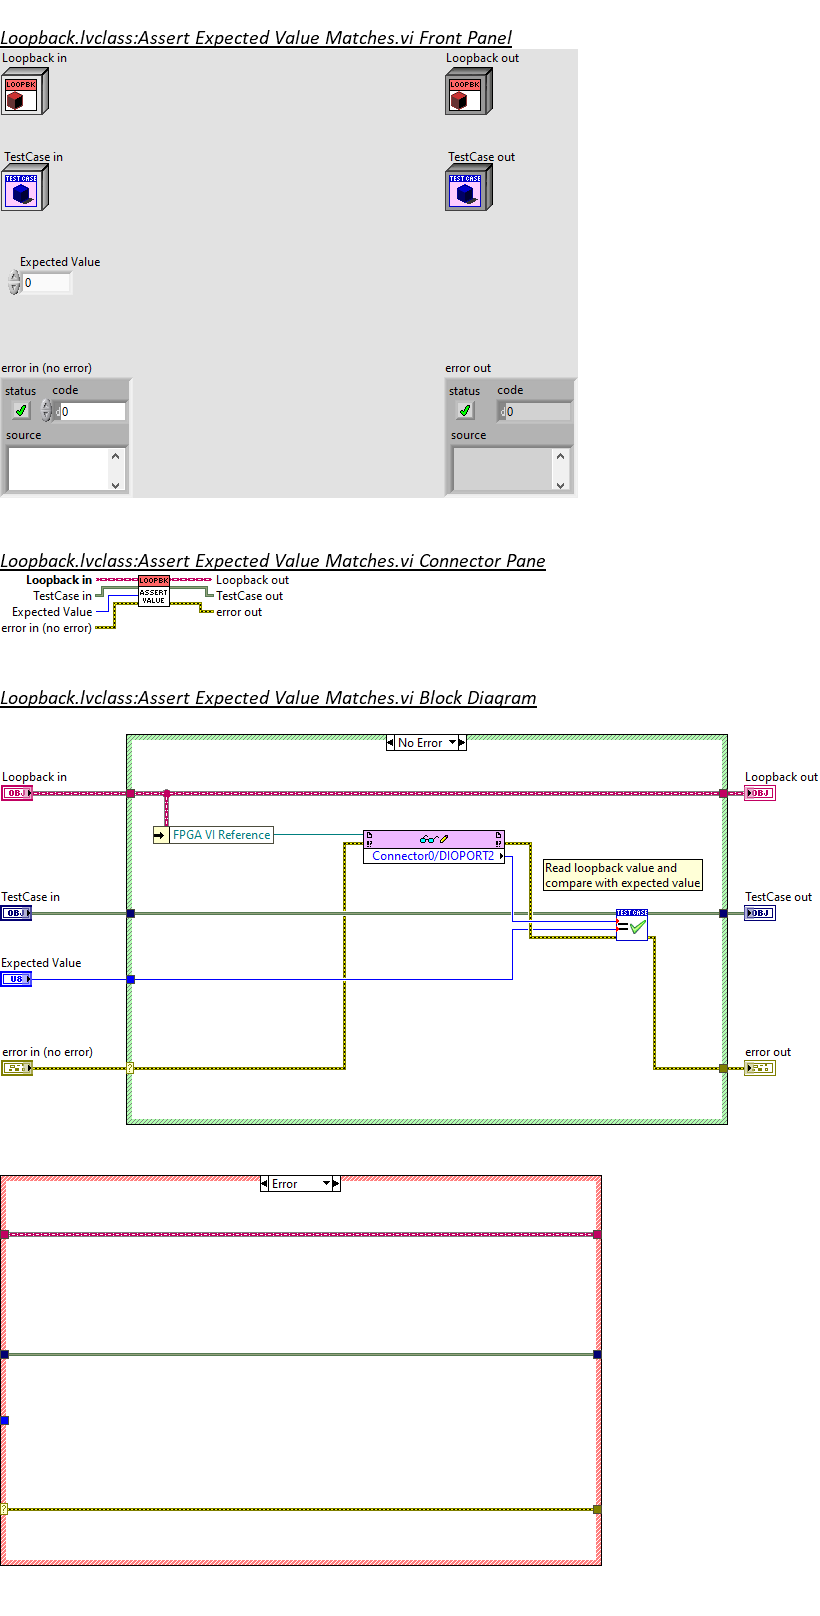 Loopback.lvclass:Assert Expected Value Matches.vi Front Panel
Loopback in
Loopback out
LOOPBK
LOOPBK
TestCase in
TestCase out
TEST CASE
TEST CASE
Expected Value
0
error in (no error)
error out
status code
d 0
source
status code
d 0
source
Loopback.lvclass:Assert Expected Value Matches.vi Connector Pane
Loopback in
LOOPBK
Loopback out
TestCase in
ASSERT
VALUE
TestCase out
Expected Value
error out
error in (no error)
Loopback.lvclass:Assert Expected Value Matches.vi Block Diagram
No Error
Loopback in
Loopback out
OBJ
OBJ
FPGA VI Reference
!?
!?
Connector0/DIOPORT2
Read loopback value and
compare with expected value
TestCase in
TestCase out
OBJ
OBJ
TEST CASE
=
Expected Value
U8
error in (no error)
error out
?
Error
?